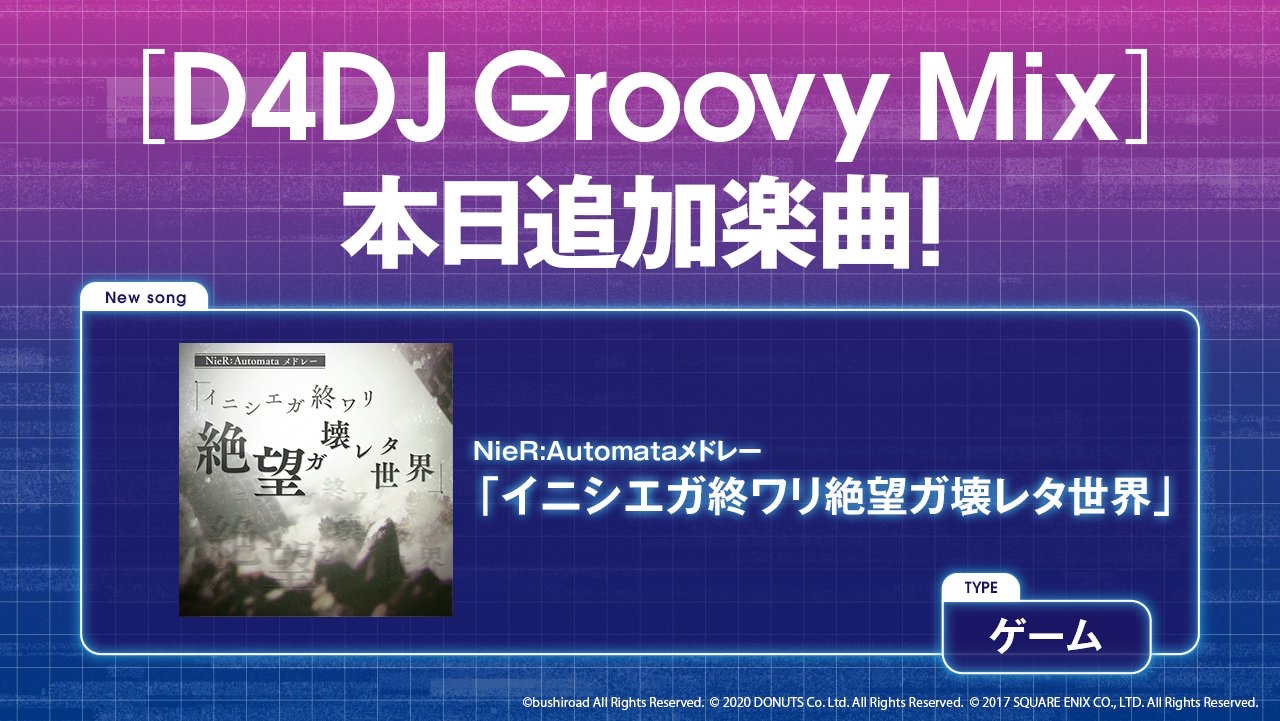 [D4DJ Groovy Mix]
本日追加楽曲!
New song
NieR:Automata メドレー
「イニシエガ終ワリ
絶望ガ壊レタ世界」
NieR:Automataメドレー
「イニシエガ終ワリ絶望ガ壊レタ世界」
TYPE
ゲーム
©bushiroad All Rights Reserved. © 2020 DONUTS Co. Ltd. All Rights Reserved. © 2017 SQUARE ENIX CO., LTD. All Rights Reserved.